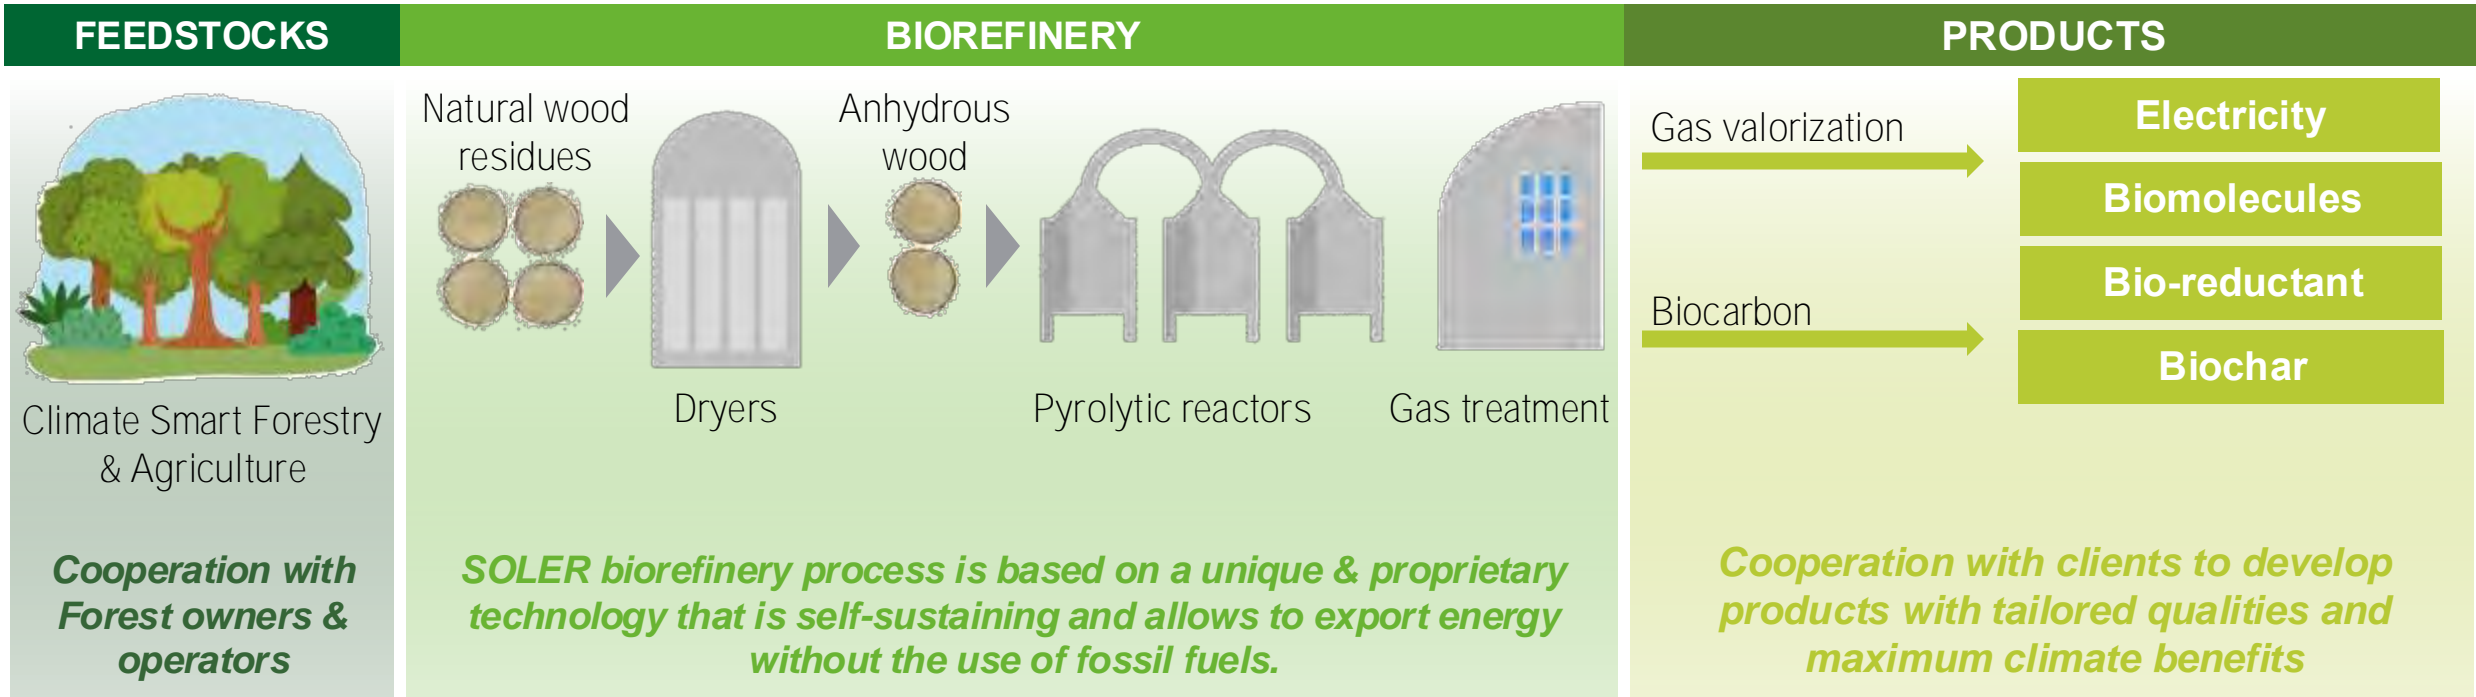 FEEDSTOCKS
BIOREFINERY
PRODUCTS
Climate Smart Forestry
& Agriculture
Cooperation with
Forest owners &
operators
Natural wood
residues
Dryers
Anhydrous
wood
Pyrolytic reactors
Gas treatment
SOLER biorefinery process is based on a unique & proprietary
technology that is self-sustaining and allows to export energy
without the use of fossil fuels.
Gas valorization
Biocarbon
Electricity
Biomolecules
Bio-reductant
Biochar
Cooperation with clients to develop
products with tailored qualities and
maximum climate benefits